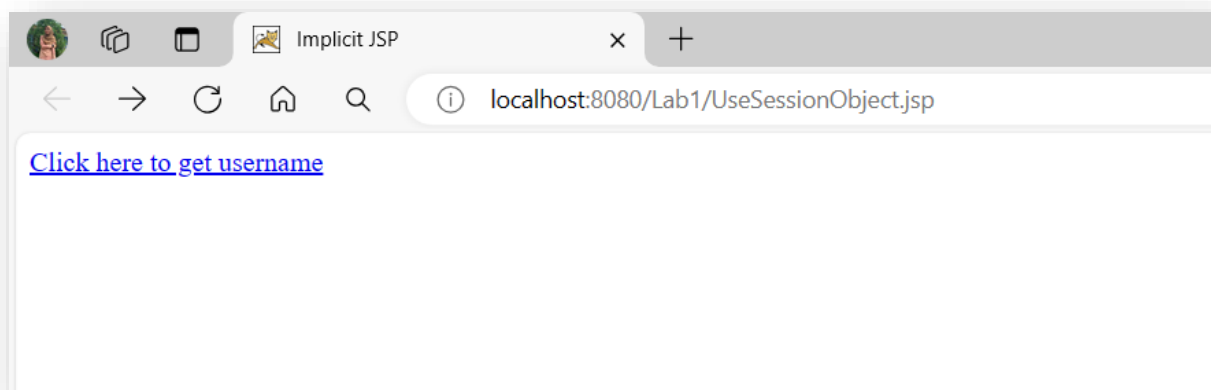 Implicit JSP
localhost:8080/Lab1/UseSessionObject.jsp
Click here to get username